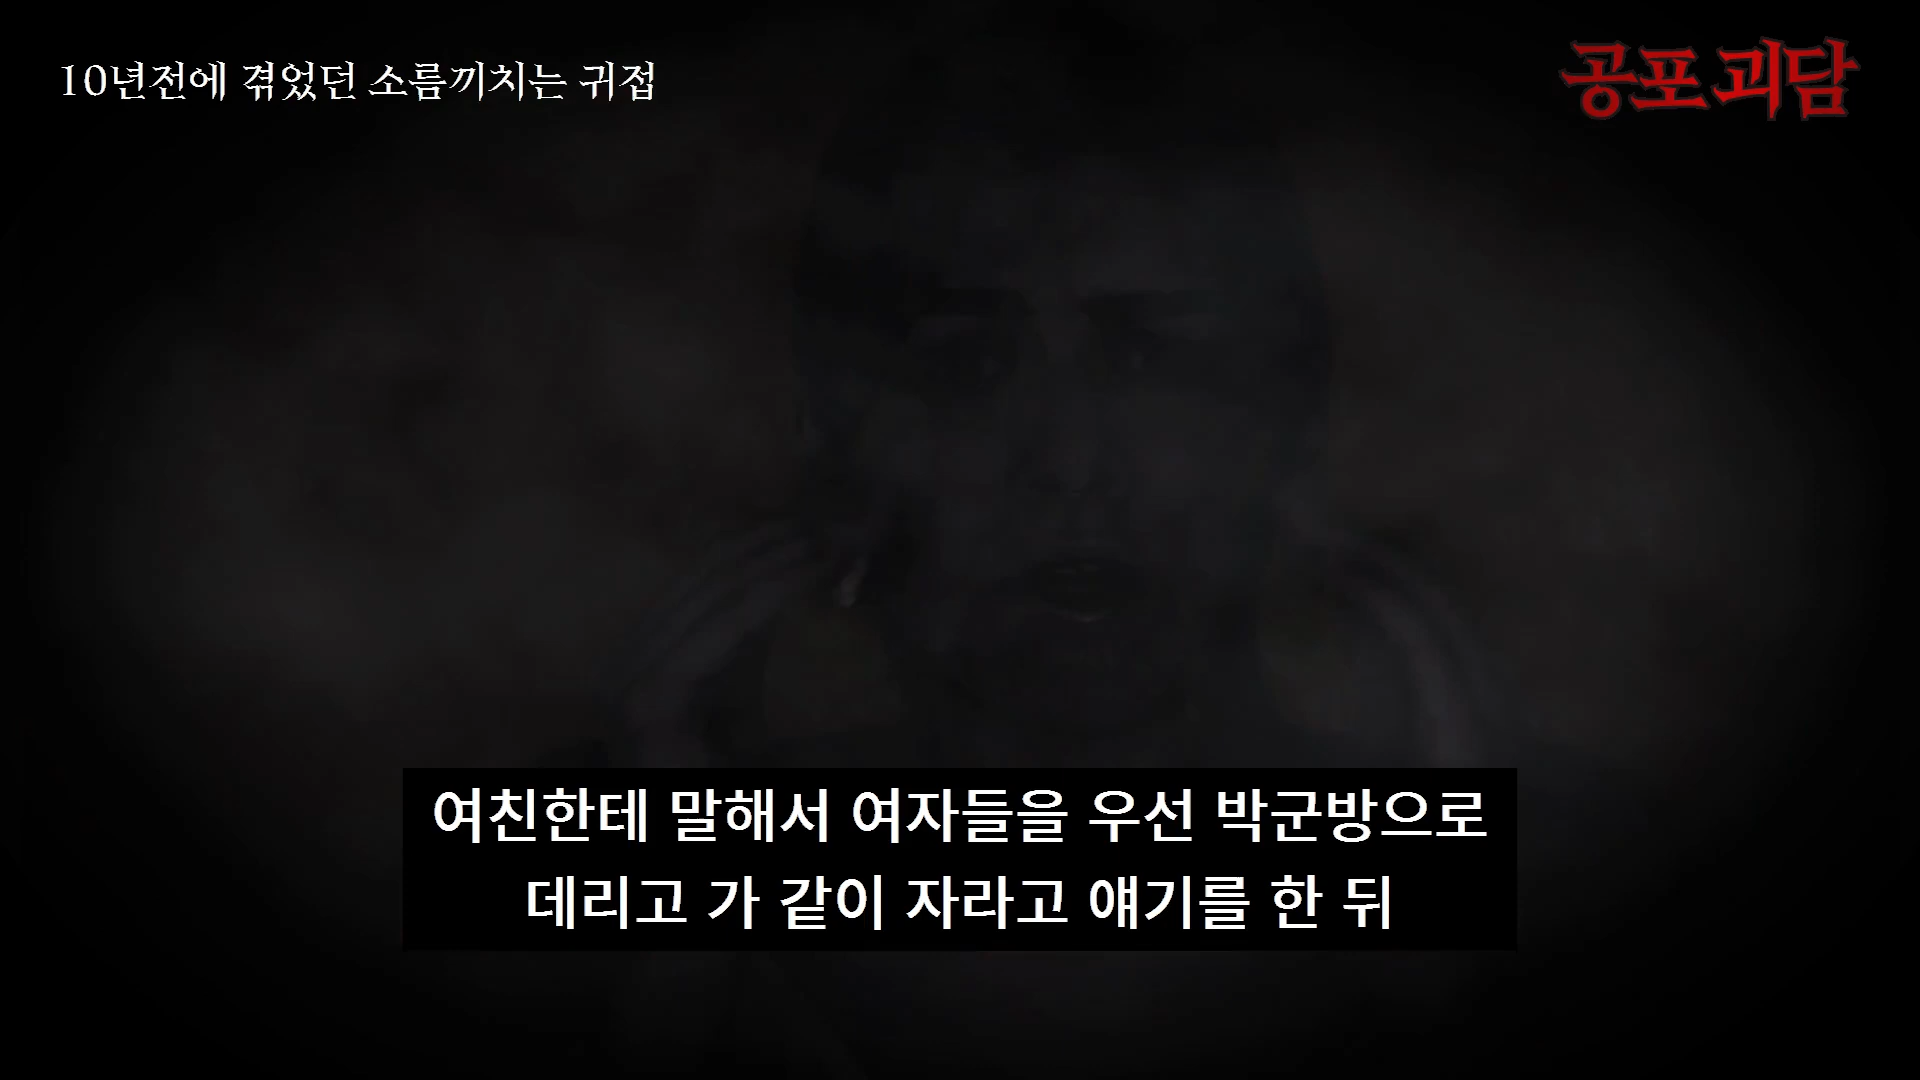 10년전에 겪었던 소름끼치는 귀접
공포괴담
여친한테 말해서 여자들을 우선 박군방으로
데리고 가 같이 자라고 얘기를 한 뒤